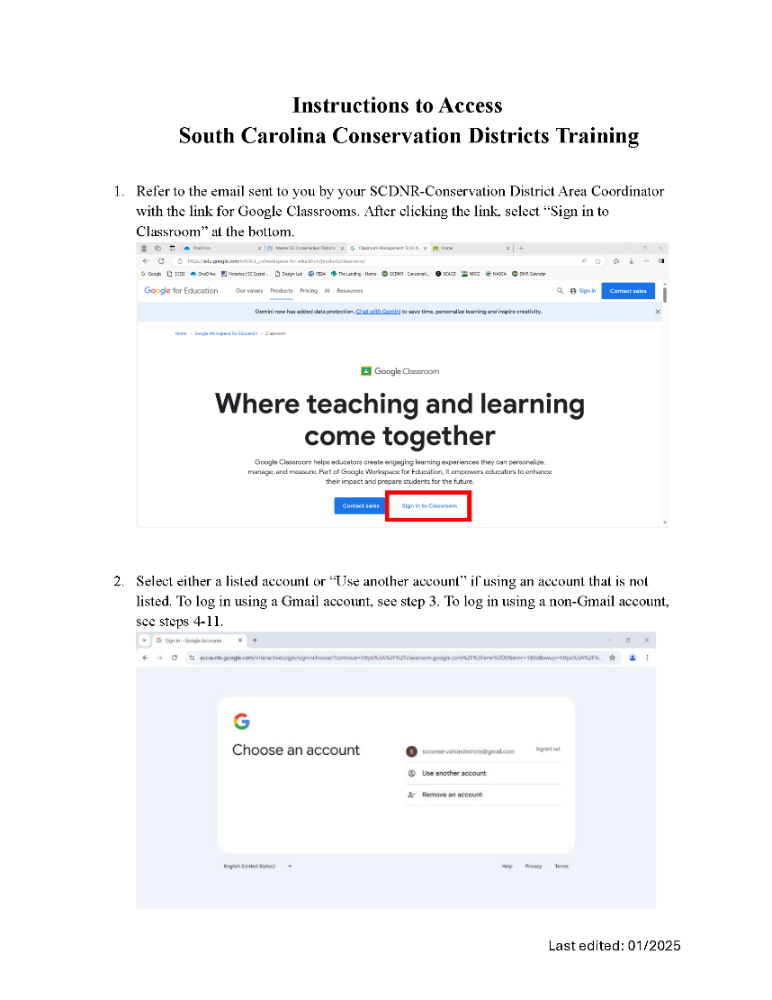 Instructions to Access
South Carolina Conservation Districts Training
1. Refer to the email sent to you by your SCDNR-Conservation District Area Coordinator
with the link for Google Classrooms. After clicking the link, select “Sign in to
Classroom” at the bottom.
OneDrive
Master SC Conservation Districts
Classroom Management Tools &
Home
https://edu.google.com/intl/ALL_us/workspace-for-education/products/classroom/
Google SCDS OneDrive Notaries | SC Secret... Design Lab PEBA The Landing - Home SCDNR - Conservati... SCACD NRCS NASCA DNR Calendar
Google for Education Our values Products Pricing AI Resources Sign in Contact sales
Gemini now has added data protection. Chat with Gemini to save time, personalize learning and inspire creativity.
Home > Google Workspace for Education > Classroom
Google Classroom
Where teaching and learning
come together
Google Classroom helps educators create engaging learning experiences they can personalize,
manage, and measure. Part of Google Workspace for Education, it empowers educators to enhance
their impact and prepare students for the future.
Contact sales Sign in to Classroom
2. Select either a listed account or “Use another account” if using an account that is not
listed. To log in using a Gmail account, see step 3. To log in using a non-Gmail account,
see steps 4-11.
Sign in - Google Accounts
accounts.google.com/InteractiveLogin/signinchooser?continue=https%3A%2F%2Fclassroom.google.com%2F%3Femr%3D0&emr=1&followup=https%3A%2F%...
Choose an account
S scconservationdistricts@gmail.com Signed out
Use another account
Remove an account
English (United States) Help Privacy Terms
Last edited: 01/2025